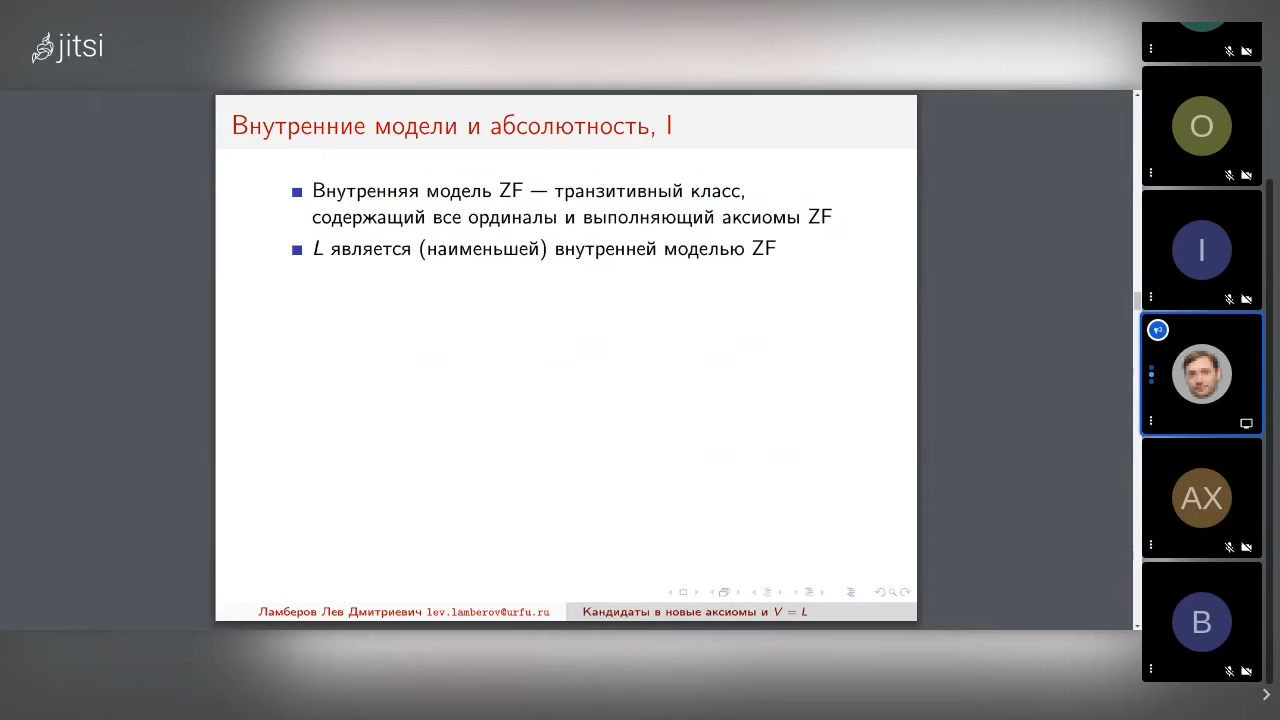 jitsi
Внутренние модели и абсолютность, I
Внутренняя модель ZF — транзитивный класс,
содержащий все ординалы и выполняющий аксиомы ZF
L является (наименьшей) внутренней моделью ZF
Ламберов Лев Дмитриевич lev.lamberov@urfu.ru
Кандидаты в новые аксиомы и V = L
O
I
AX
B